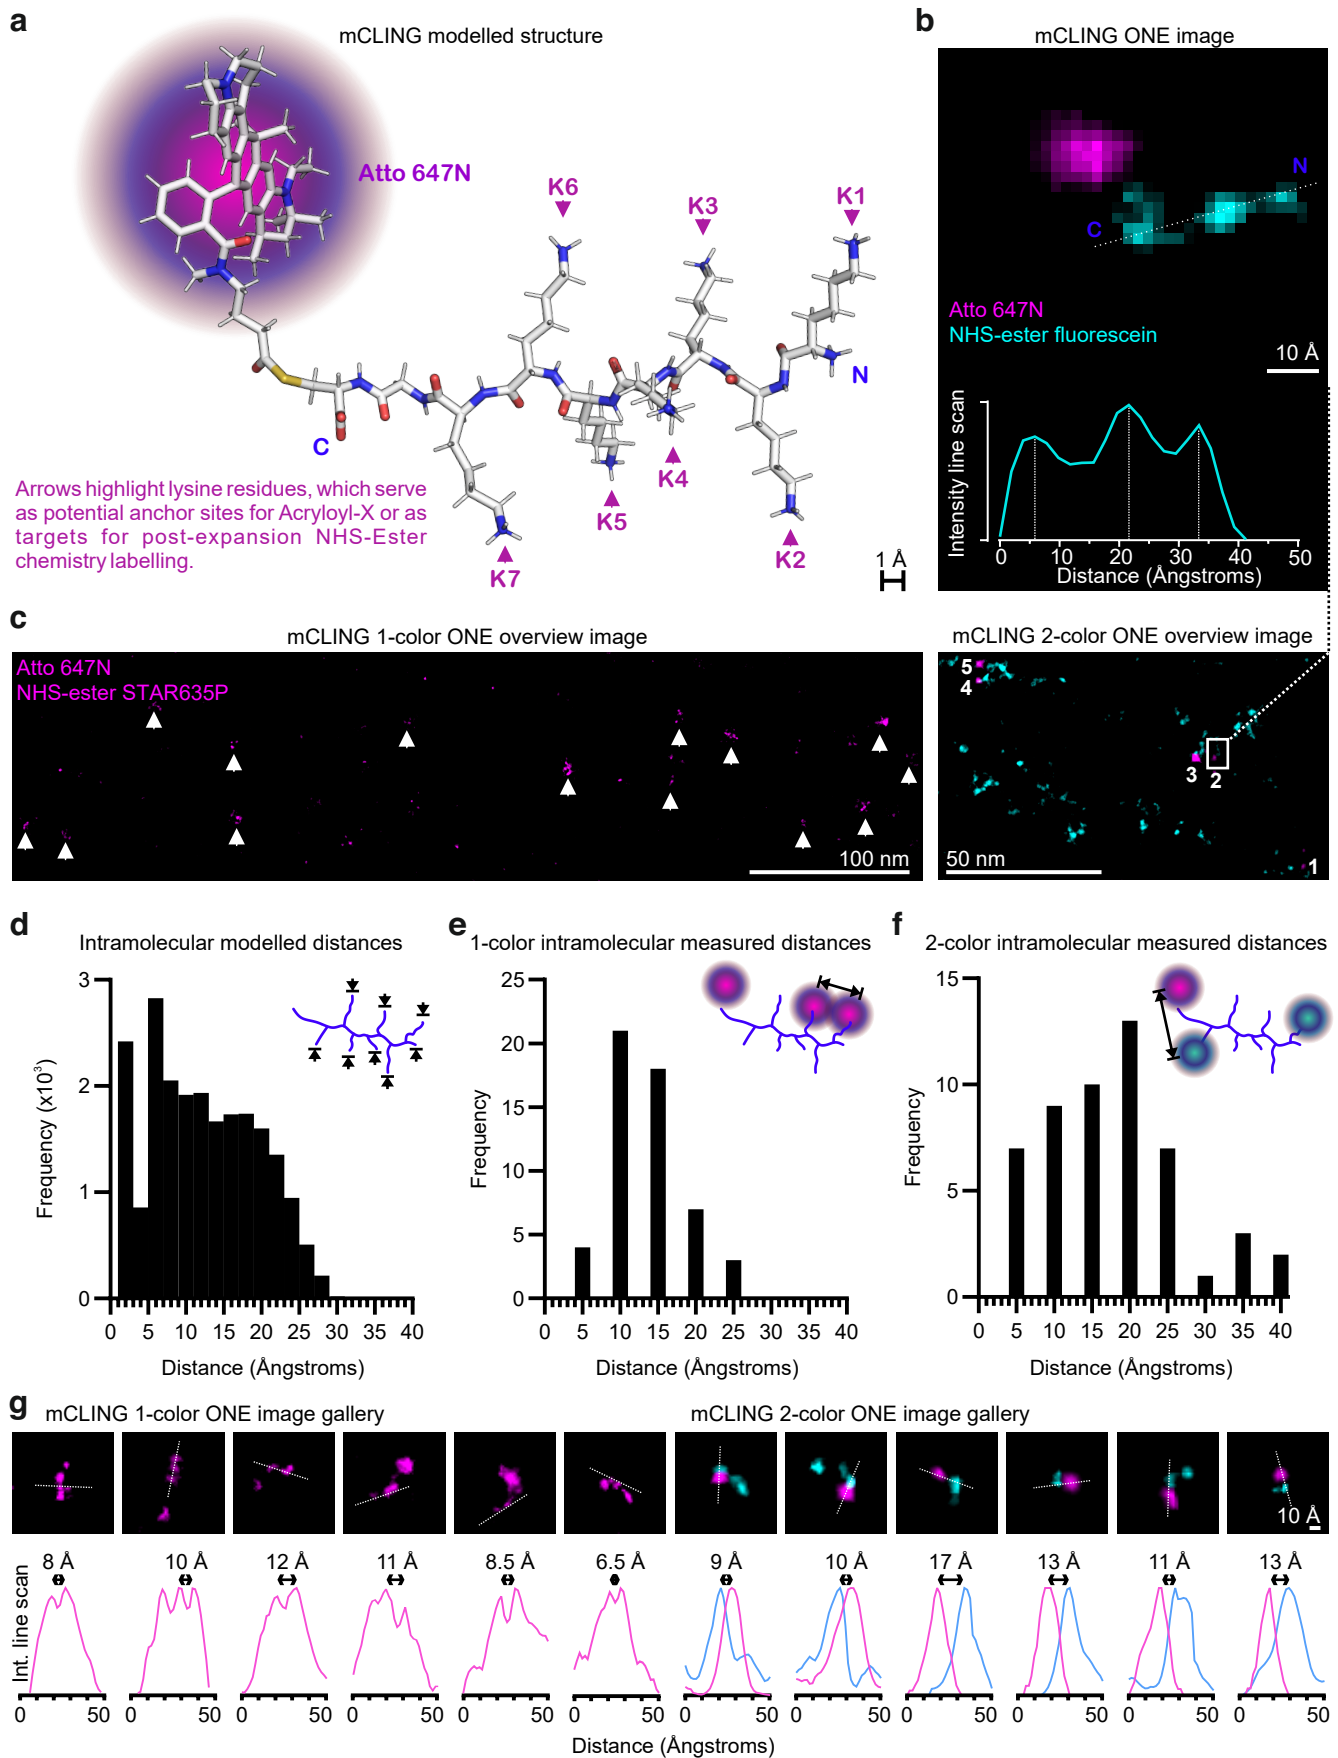 a
mCLING modelled structure
Atto 647N
K6
K3
K1
N
C
K4
K5
K2
K7
Arrows highlight lysine residues, which serve
as potential anchor sites for Acryloyl-X or as
targets for post-expansion NHS-Ester
chemistry labelling.
1 Å
b
mCLING ONE image
N
C
Atto 647N
NHS-ester fluorescein
10 Å
Intensity line scan
0 10 20 30 40 50
Distance (Ångstroms)
c
mCLING 1-color ONE overview image
Atto 647N
NHS-ester STAR635P
100 nm
mCLING 2-color ONE overview image
5
4
3
2
1
50 nm
d
Intramolecular modelled distances
Frequency (x10³)
3
2
1
0
0 5 10 15 20 25 30 35 40
Distance (Ångstroms)
e
1-color intramolecular measured distances
Frequency
25
20
15
10
5
0
0 5 10 15 20 25 30 35 40
Distance (Ångstroms)
f
2-color intramolecular measured distances
Frequency
15
10
5
0
0 5 10 15 20 25 30 35 40
Distance (Ångstroms)
g
mCLING 1-color ONE image gallery
mCLING 2-color ONE image gallery
10 Å
8 Å 10 Å 12 Å 11 Å 8.5 Å 6.5 Å 9 Å 10 Å 17 Å 13 Å 11 Å 13 Å
Int. line scan
0 50 0 50 0 50 0 50 0 50 0 50 0 50 0 50 0 50 0 50 0 50 0 50
Distance (Ångstroms)